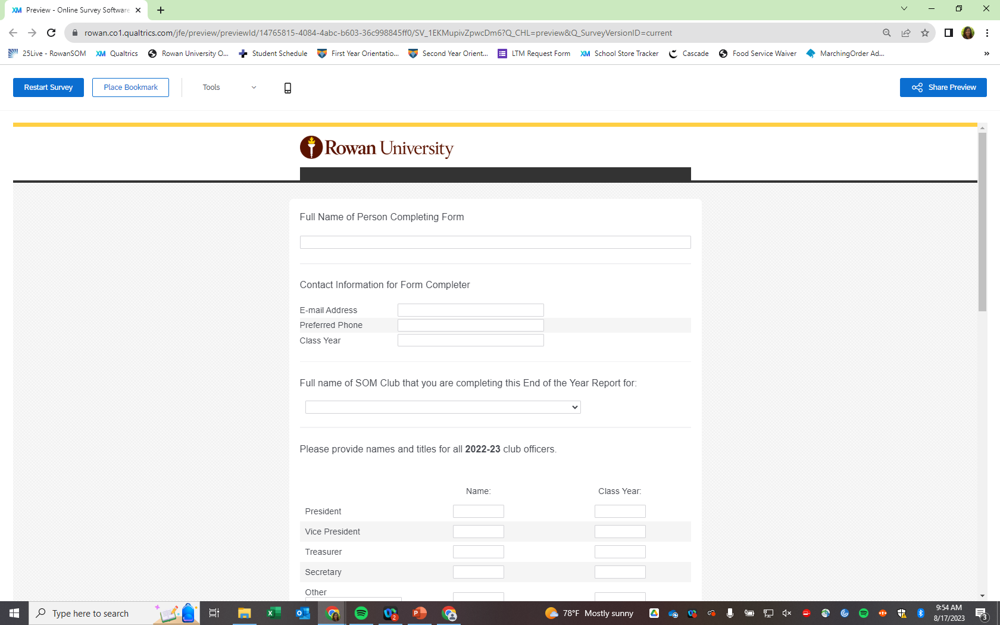 XM Preview - Online Survey Software
rowan.co1.qualtrics.com/jfe/preview/previewId/14765815-4084-4abc-b603-36c998845ff0/SV_1EKMupivZpwcDm6?Q_CHL=preview&Q_SurveyVersionID=current
25Live - RowanSOM XM Qualtrics Rowan University O... Student Schedule First Year Orientatio... Second Year Orient... LTM Request Form XM School Store Tracker Cascade Food Service Waiver MarchingOrder Ad... »
Restart Survey Place Bookmark Tools Share Preview
Rowan University
Full Name of Person Completing Form
Contact Information for Form Completer
E-mail Address
Preferred Phone
Class Year
Full name of SOM Club that you are completing this End of the Year Report for:
Please provide names and titles for all 2022-23 club officers.
Name: Class Year:
President
Vice President
Treasurer
Secretary
Other
Type here to search 2 78°F Mostly sunny 9:54 AM
8/17/2023 3